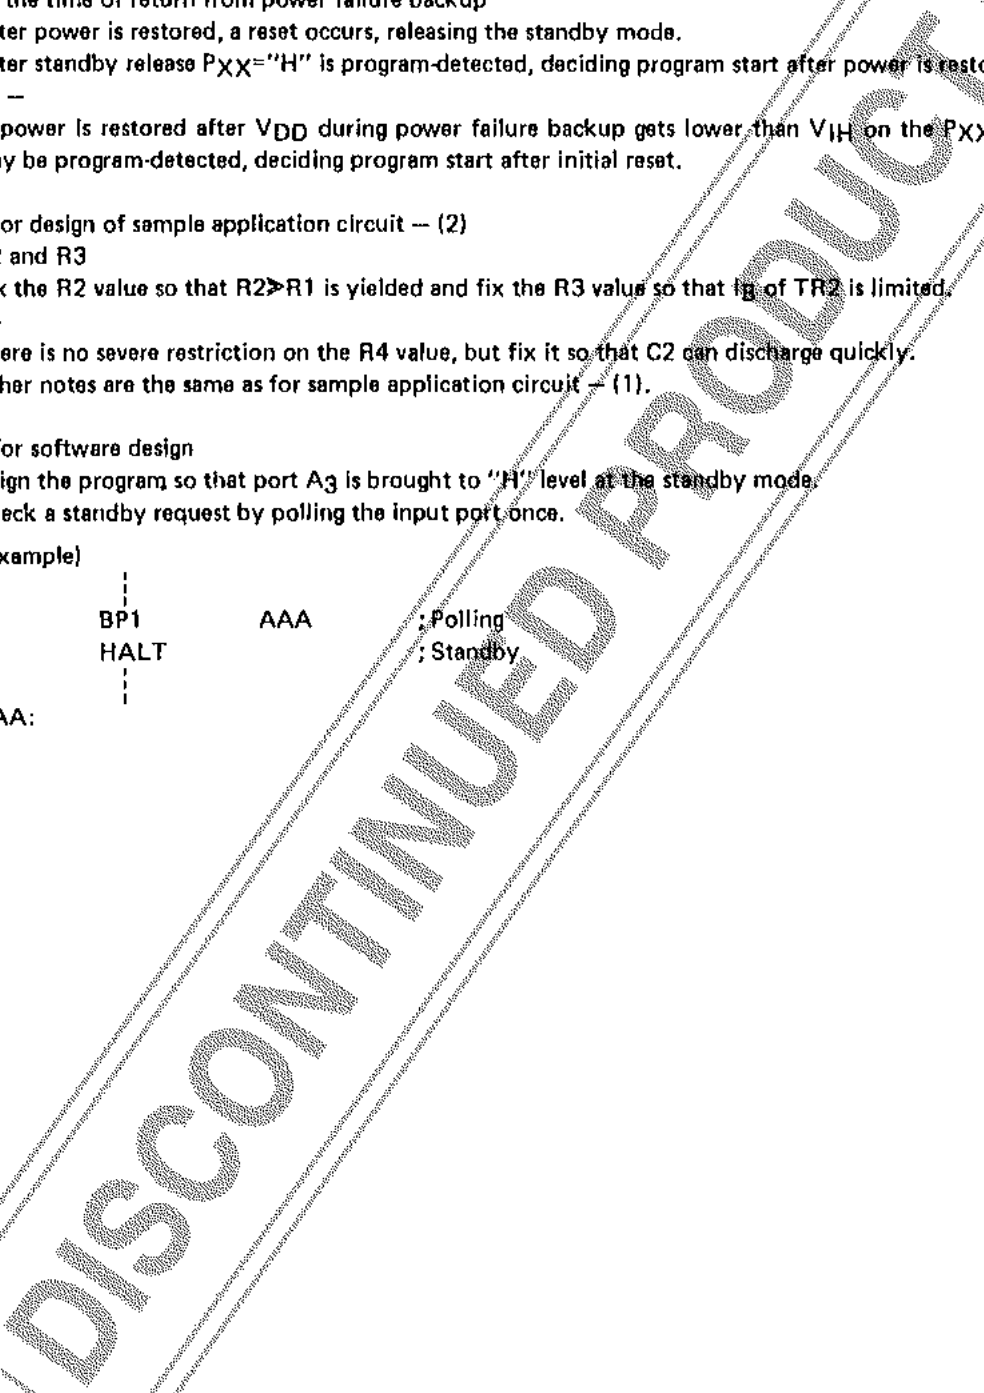 the time of return from power failure backup
ter power is restored, a reset occurs, releasing the standby mode.
ter standby release PXX="H" is program-detected, deciding program start after power is resto
—
power is restored after VDD during power failure backup gets lower than VIH on the PXX
y be program-detected, deciding program start after initial reset.
or design of sample application circuit — (2)
and R3
x the R2 value so that R2≫R1 is yielded and fix the R3 value so that IB of TR2 is limited.
ere is no severe restriction on the R4 value, but fix it so that C2 can discharge quickly.
her notes are the same as for sample application circuit — (1).
or software design
ign the program so that port A3 is brought to "H" level at the standby mode.
eck a standby request by polling the input port once.
xample)
BP1 AAA ; Polling
HALT ; Standby
AA:
DISCONTINUED PRODUCT